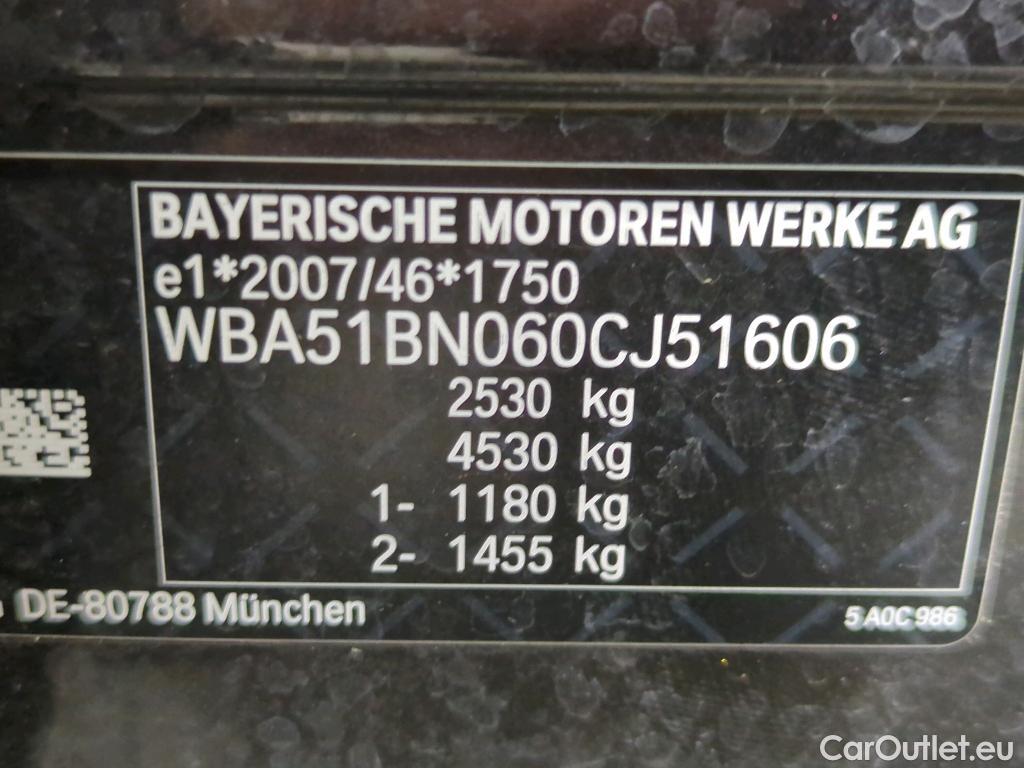 BAYERISCHE MOTOREN WERKE AG
e1*2007/46*1750
WBA51BN060CJ51606
2530 kg
4530 kg
1- 1180 kg
2- 1455 kg
DE-80788 München
5 A0C 986
CarOutlet.eu